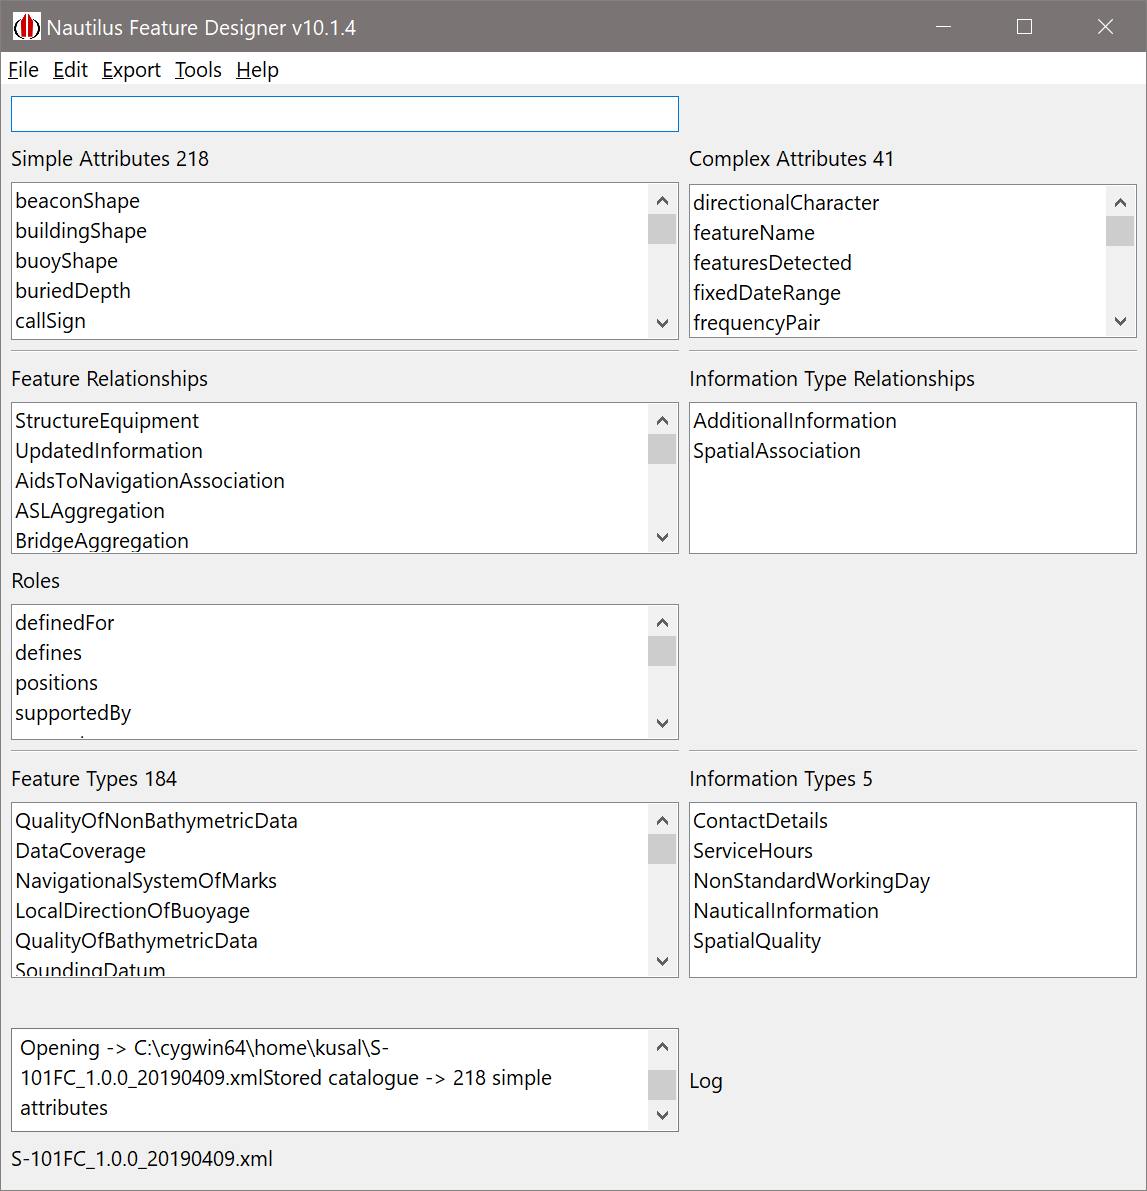 Nautilus Feature Designer v10.1.4
File Edit Export Tools Help
Simple Attributes 218
beaconShape
buildingShape
buoyShape
buriedDepth
callSign
Complex Attributes 41
directionalCharacter
featureName
featuresDetected
fixedDateRange
frequencyPair
Feature Relationships
StructureEquipment
UpdatedInformation
AidsToNavigationAssociation
ASLAggregation
BridgeAggregation
Information Type Relationships
AdditionalInformation
SpatialAssociation
Roles
definedFor
defines
positions
supportedBy
Feature Types 184
QualityOfNonBathymetricData
DataCoverage
NavigationalSystemOfMarks
LocalDirectionOfBuoyage
QualityOfBathymetricData
SoundingDatum
Information Types 5
ContactDetails
ServiceHours
NonStandardWorkingDay
NauticalInformation
SpatialQuality
Opening -> C:\cygwin64\home\kusal\S-
101FC_1.0.0_20190409.xmlStored catalogue -> 218 simple
attributes
Log
S-101FC_1.0.0_20190409.xml